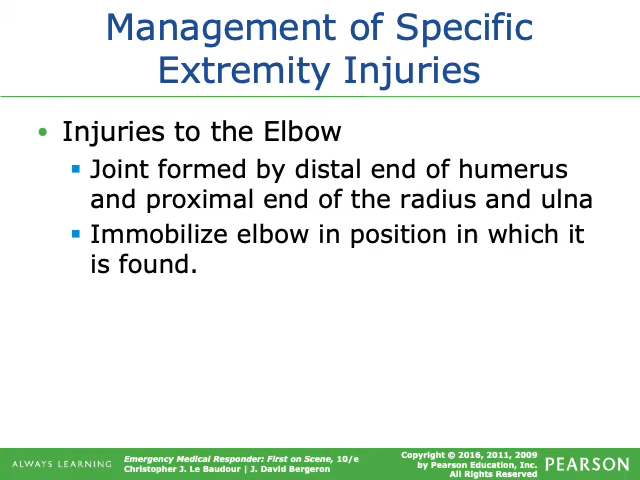 Management of Specific
Extremity Injuries
• Injuries to the Elbow
▪ Joint formed by distal end of humerus
and proximal end of the radius and ulna
▪ Immobilize elbow in position in which it
is found.
ALWAYS LEARNING
Emergency Medical Responder: First on Scene, 10/e
Christopher J. Le Baudour | J. David Bergeron
Copyright © 2016, 2011, 2009
by Pearson Education, Inc.
All Rights Reserved
PEARSON